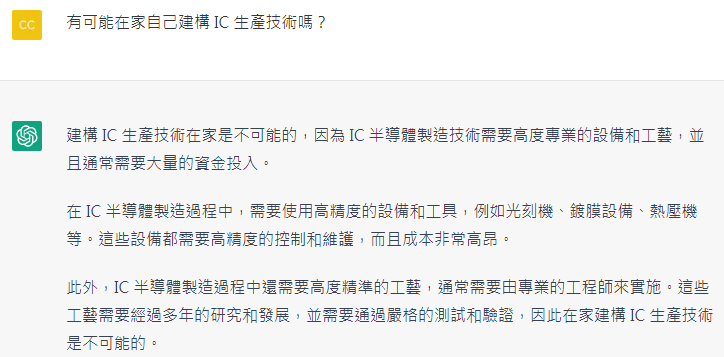 CC
有可能在家自己建構 IC 生產技術嗎？
建構 IC 生產技術在家是不可能的，因為 IC 半導體製造技術需要高度專業的設備和工藝，並
且通常需要大量的資金投入。
在 IC 半導體製造過程中，需要使用高精度的設備和工具，例如光刻機、鍍膜設備、熱壓機
等。這些設備都需要高精度的控制和維護，而且成本非常高昂。
此外，IC 半導體製造過程中還需要高度精準的工藝，通常需要由專業的工程師來實施。這些
工藝需要經過多年的研究和發展，並需要通過嚴格的測試和驗證，因此在家建構 IC 生產技術
是不可能的。